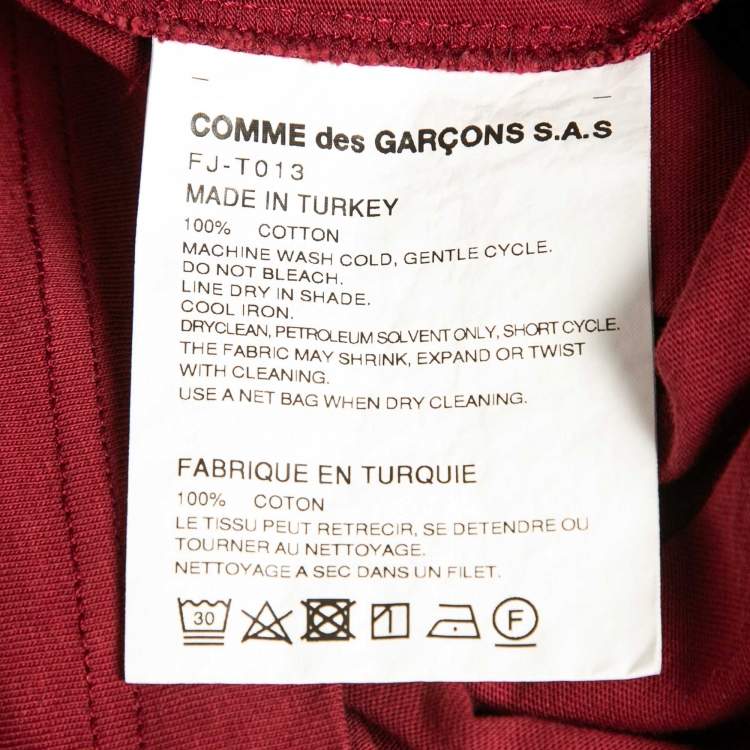 COMME des GARÇONS S.A.S
FJ-T013
MADE IN TURKEY
100% COTTON
MACHINE WASH COLD, GENTLE CYCLE.
DO NOT BLEACH.
LINE DRY IN SHADE.
COOL IRON.
DRYCLEAN, PETROLEUM SOLVENT ONLY, SHORT CYCLE.
THE FABRIC MAY SHRINK, EXPAND OR TWIST
WITH CLEANING.
USE A NET BAG WHEN DRY CLEANING.
FABRIQUE EN TURQUIE
100% COTON
LE TISSU PEUT RETRECIR, SE DETENDRE OU
TOURNER AU NETTOYAGE.
NETTOYAGE A SEC DANS UN FILET.
30 F